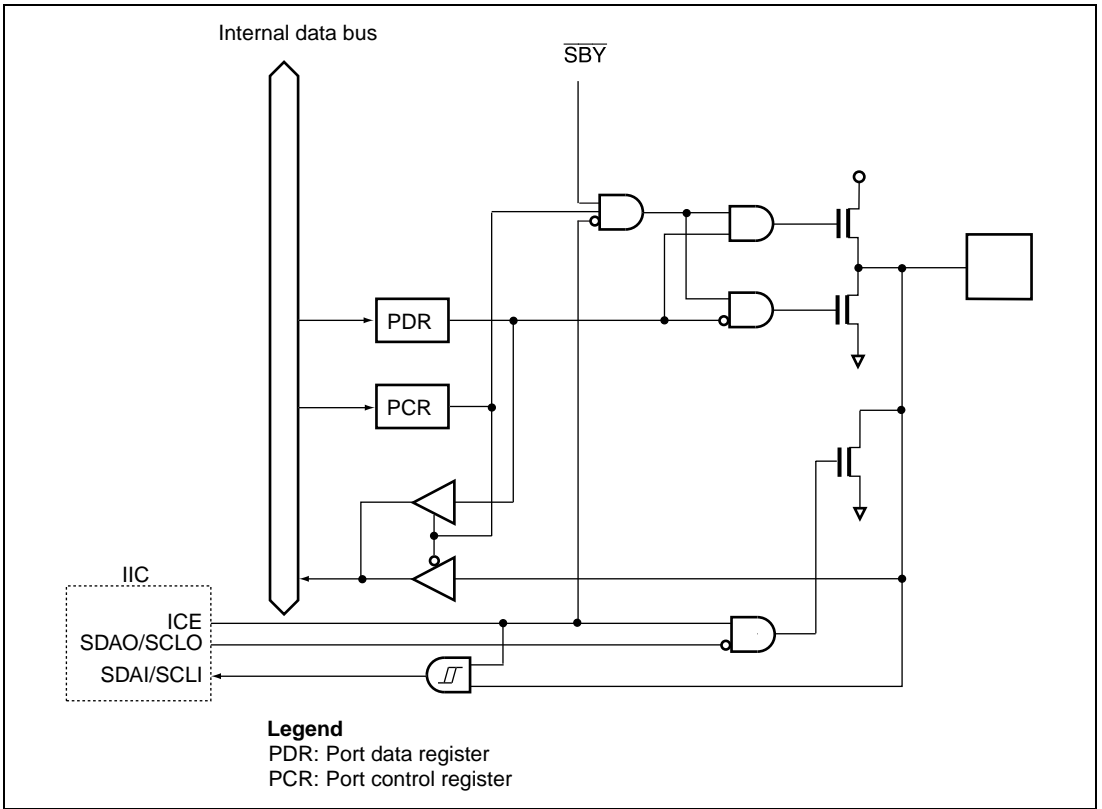 Internal data bus
SBY
PDR
PCR
IIC
ICE
SDAO/SCLO
SDAI/SCLI
Legend
PDR: Port data register
PCR: Port control register